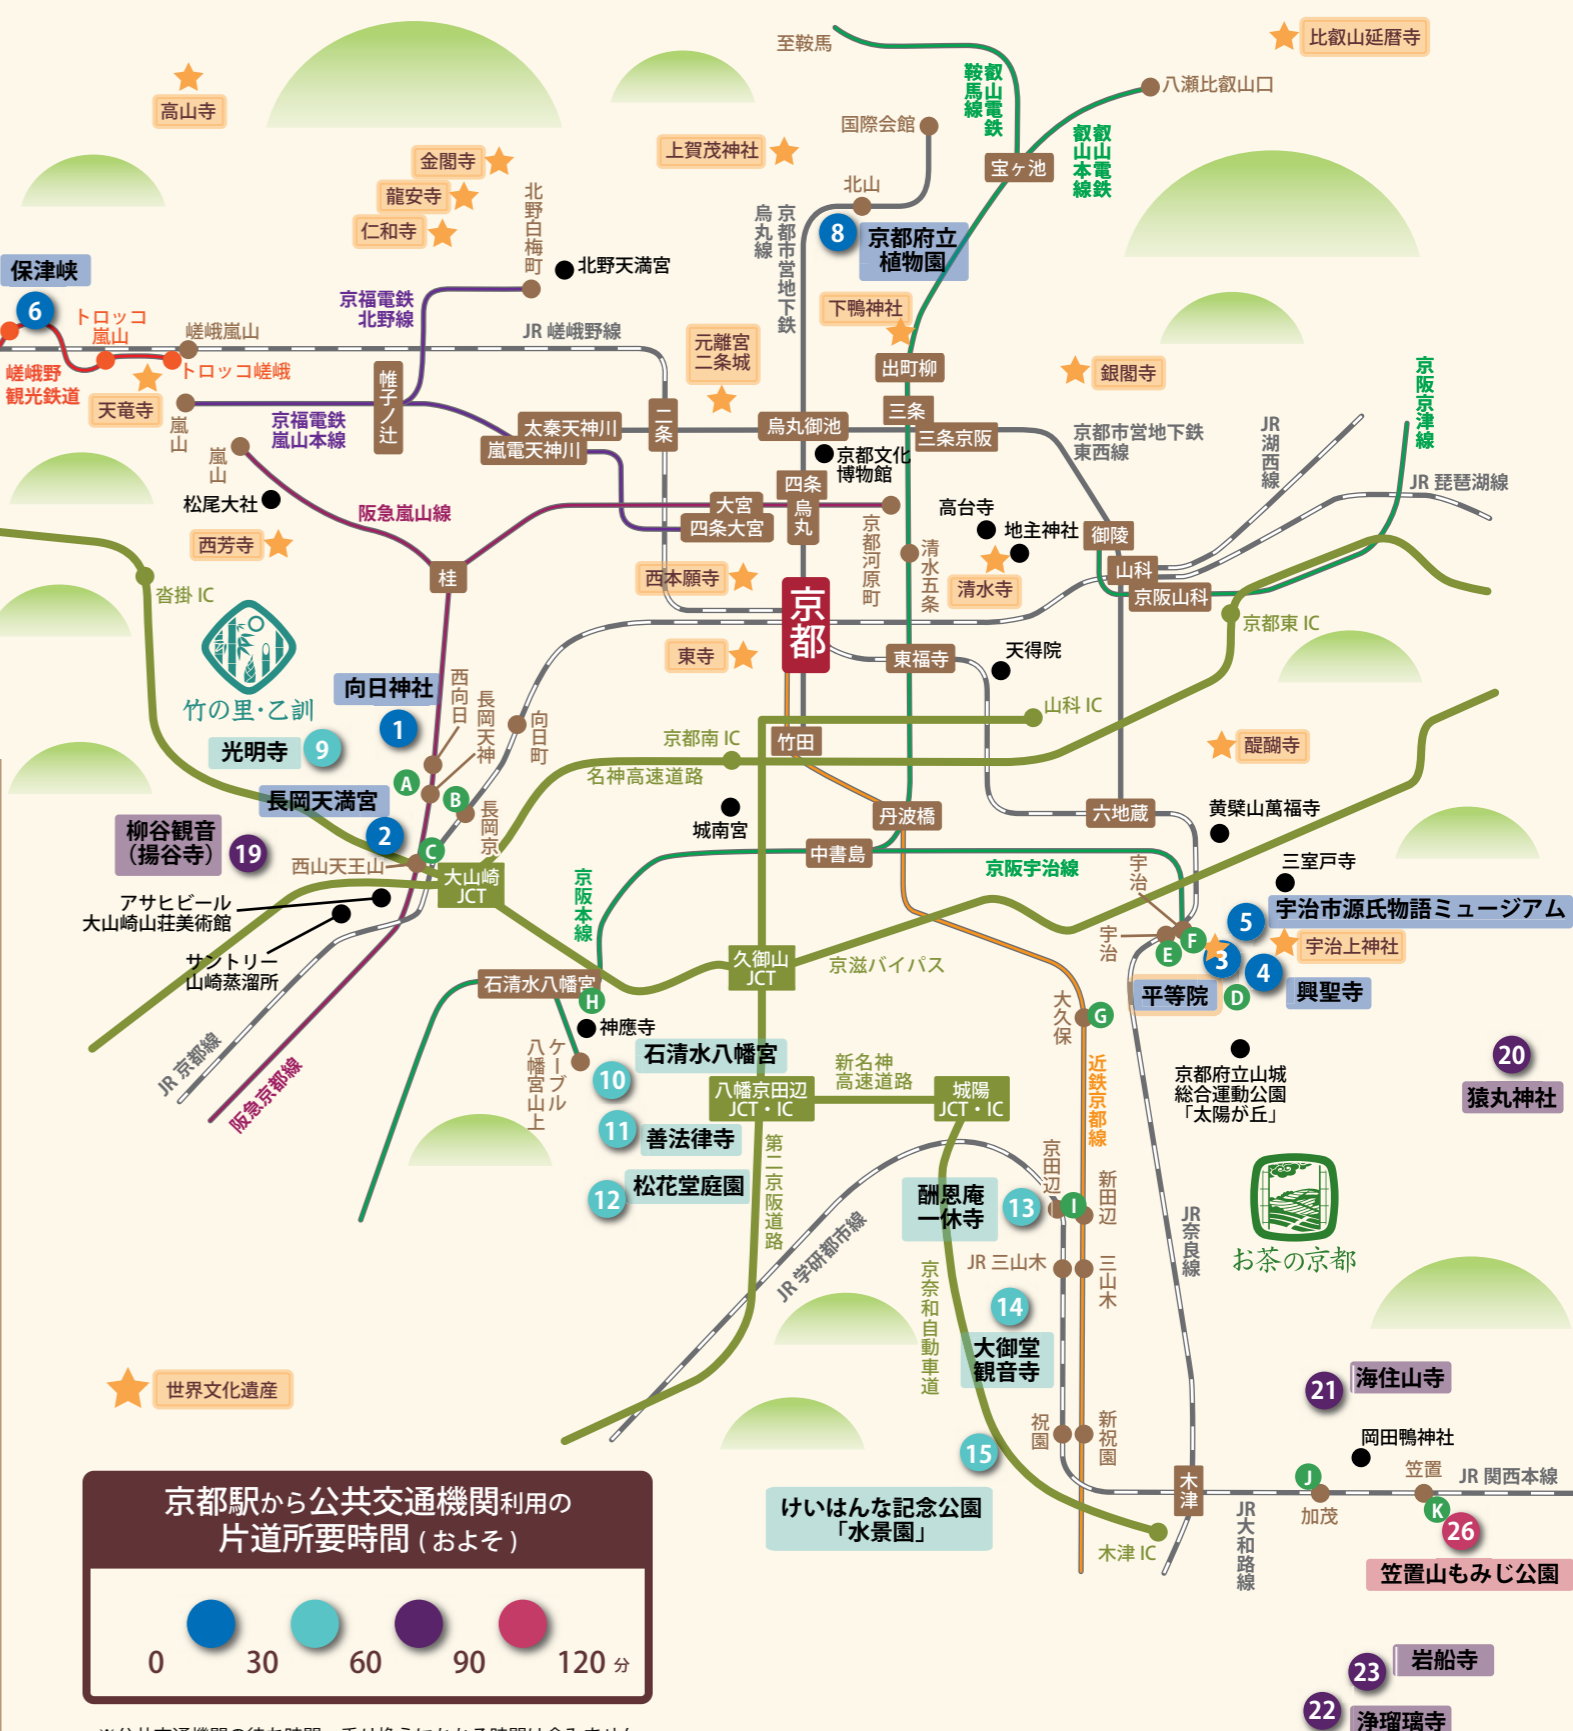 至鞍馬
比叡山延暦寺
叡山電鉄
鞍馬線
八瀬比叡山口
高山寺
国際会館
叡山電鉄
叡山本線
金閣寺
上賀茂神社
宝ヶ池
龍安寺
北山
仁和寺
北野白梅町
京都市営地下鉄
烏丸線
8
京都府立
植物園
保津峡
北野天満宮
6
京福電鉄
北野線
下鴨神社
トロッコ
嵐山
嵯峨嵐山
JR 嵯峨野線
元離宮
二条城
嵯峨野
観光鉄道
トロッコ嵯峨
出町柳
銀閣寺
京阪京津線
天竜寺
嵐山
京福電鉄
嵐山本線
帷子ノ辻
太秦天神川
嵐電天神川
二条
烏丸御池
三条
三条京阪
京都市営地下鉄
東西線
JR湖西線
嵐山
京都文化
博物館
JR 琵琶湖線
松尾大社
阪急嵐山線
大宮
四条大宮
四条
烏丸
京都河原町
高台寺
地主神社
御陵
西芳寺
清水五条
山科
桂
西本願寺
清水寺
京阪山科
沓掛 IC
京都
京都東 IC
東寺
東福寺
天得院
竹の里・乙訓
向日神社
1
西向日
長岡天神
向日町
山科 IC
光明寺
9
京都南 IC
竹田
醍醐寺
名神高速道路
A
B
長岡天満宮
長岡京
城南宮
丹波橋
六地蔵
黄檗山萬福寺
柳谷観音
(揚谷寺)
19
2
C
西山天王山
大山崎
JCT
中書島
京阪宇治線
宇治
三室戸寺
アサヒビール
大山崎山荘美術館
京阪本線
5
宇治市源氏物語ミュージアム
宇治
F
E
3
宇治上神社
サントリー
山崎蒸溜所
久御山
JCT
京滋バイパス
4
石清水八幡宮
H
平等院
D
興聖寺
大久保
G
神應寺
JR 京都線
阪急京都線
ケーブル
八幡宮山上
石清水八幡宮
10
新名神
高速道路
近鉄京都線
京都府立山城
総合運動公園
「太陽が丘」
20
猿丸神社
八幡京田辺
JCT・IC
城陽
JCT・IC
11
善法律寺
第二京阪道路
京田辺
新田辺
12
松花堂庭園
酬恩庵
一休寺
13
I
JR奈良線
お茶の京都
JR 学研都市線
JR 三山木
三山木
京奈和自動車道
14
大御堂
観音寺
世界文化遺産
21
海住山寺
祝園
新祝園
岡田鴨神社
15
笠置
JR 関西本線
木津
J
加茂
K
26
けいはんな記念公園
「水景園」
木津 IC
JR大和路線
笠置山もみじ公園
京都駅から公共交通機関利用の
片道所要時間 ( およそ )
0 30 60 90 120 分
23
岩船寺
22
浄瑠璃寺